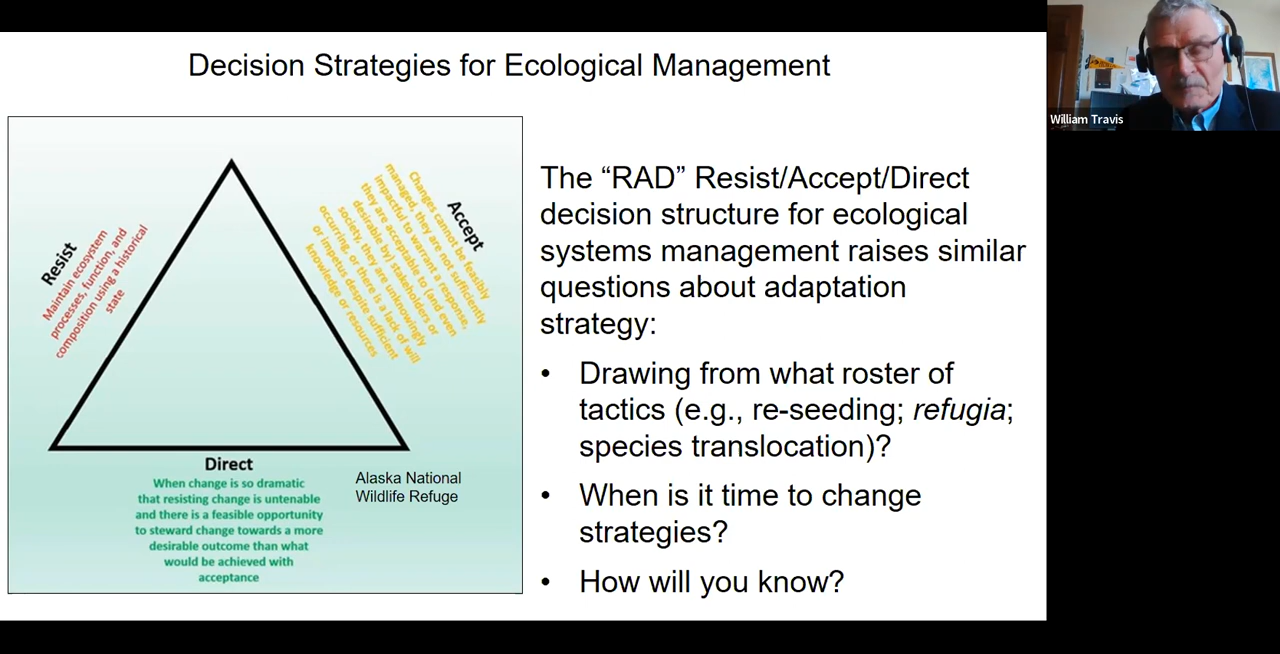 Decision Strategies for Ecological Management
William Travis
Resist
Maintain ecosystem
processes, function, and
composition using a historical
state
Accept
Changes cannot be feasibly
managed, they are not sufficiently
impactful to warrant a response,
they are acceptable to (and even
desirable by) stakeholders or
society, they are unknowingly
occurring, or there is a lack of will
or impetus despite sufficient
knowledge or resources
Direct
When change is so dramatic
that resisting change is untenable
and there is a feasible opportunity
to steward change towards a more
desirable outcome than what
would be achieved with
acceptance
Alaska National
Wildlife Refuge
The “RAD” Resist/Accept/Direct
decision structure for ecological
systems management raises similar
questions about adaptation
strategy:
• Drawing from what roster of
tactics (e.g., re-seeding; refugia;
species translocation)?
• When is it time to change
strategies?
• How will you know?